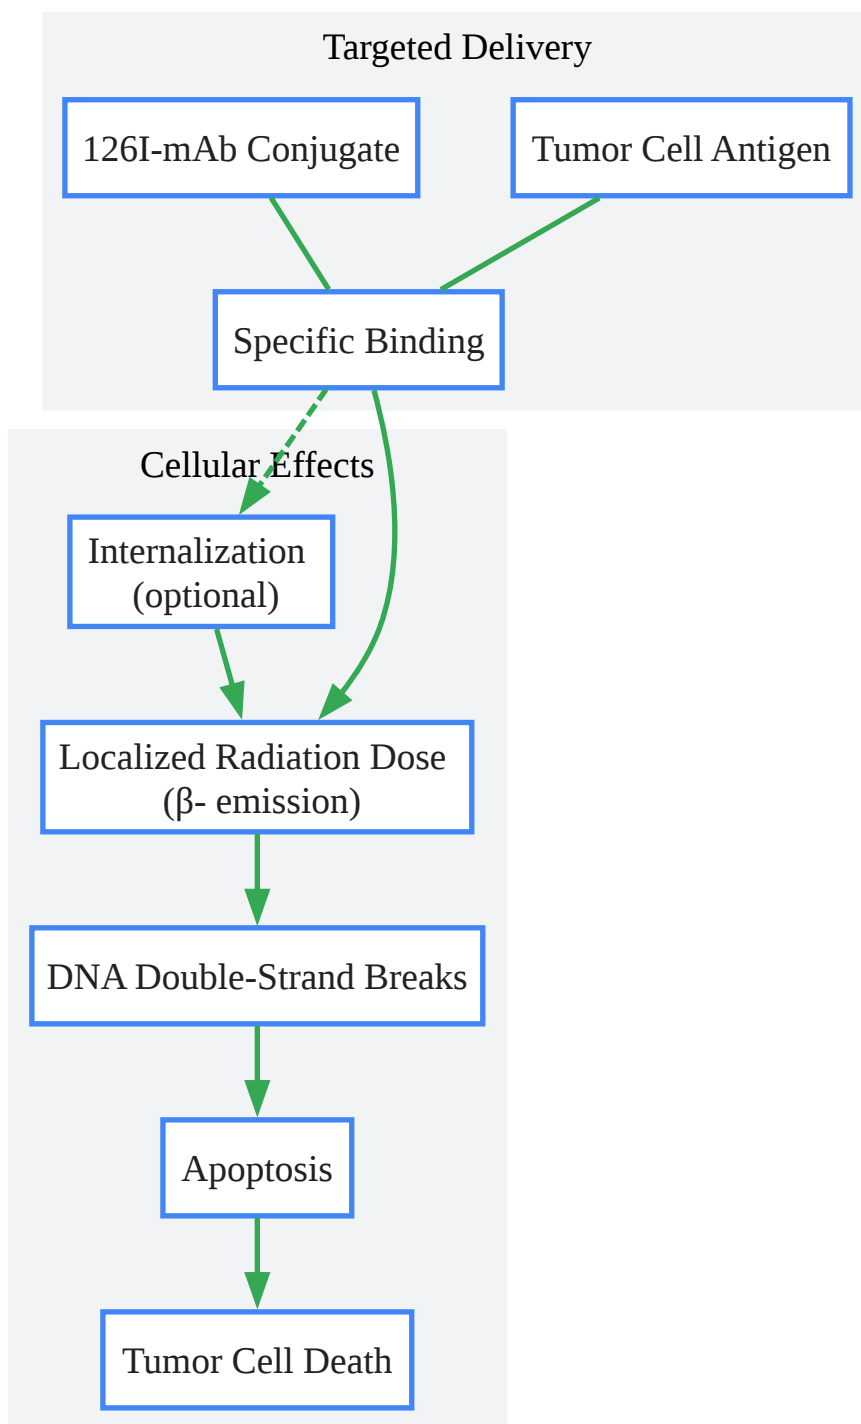 Targeted Delivery
126I-mAb Conjugate
Tumor Cell Antigen
Specific Binding
Cellular Effects
Internalization
(optional)
Localized Radiation Dose
(β- emission)
DNA Double-Strand Breaks
Apoptosis
Tumor Cell Death